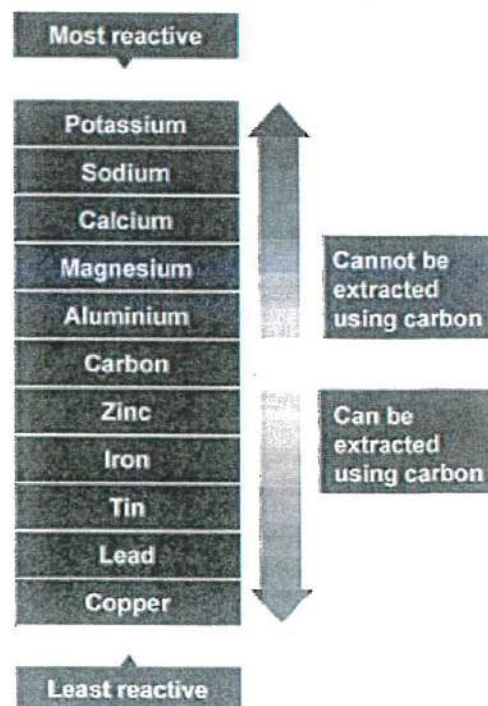 Most reactive
Potassium
Sodium
Calcium
Magnesium
Aluminium
Carbon
Zinc
Iron
Tin
Lead
Copper
Least reactive
Cannot be
extracted
using carbon
Can be
extracted
using carbon